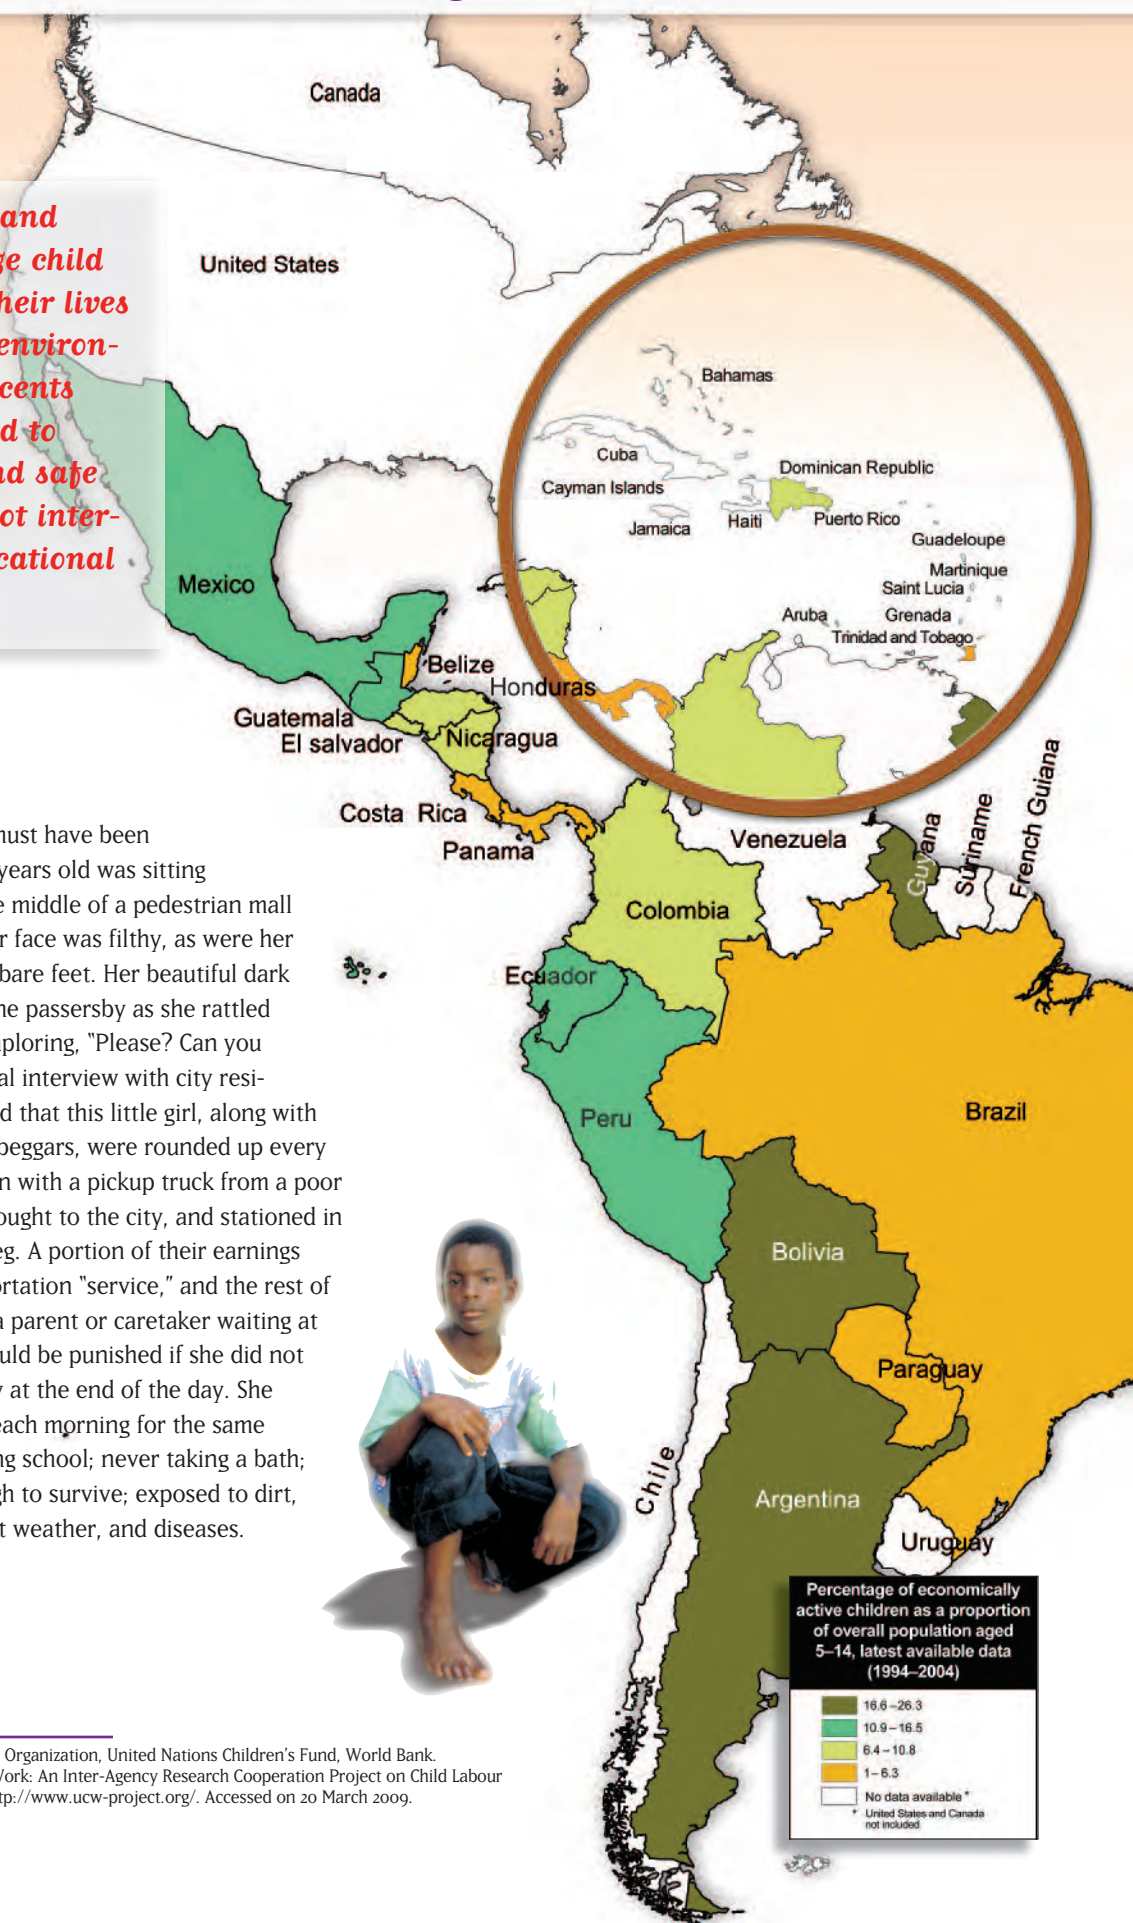 Canada
United States
and
ge child
heir lives
environ-
cents
d to
nd safe
ot inter-
cational
Bahamas
Cuba
Cayman Islands
Dominican Republic
Jamaica
Haiti
Puerto Rico
Guadeloupe
Martinique
Saint Lucia
Aruba
Grenada
Trinidad and Tobago
Mexico
Belize
Honduras
Guatemala
El salvador
Nicaragua
Costa Rica
Panama
Venezuela
Guyana
Suriname
French Guiana
Colombia
Ecuador
Peru
Brazil
Bolivia
Paraguay
Chile
Argentina
Uruguay
must have been
years old was sitting
e middle of a pedestrian mall
r face was filthy, as were her
bare feet. Her beautiful dark
he passersby as she rattled
ploring, “Please? Can you
al interview with city resi-
d that this little girl, along with
beggars, were rounded up every
n with a pickup truck from a poor
ought to the city, and stationed in
eg. A portion of their earnings
ortation “service,” and the rest of
a parent or caretaker waiting at
uld be punished if she did not
y at the end of the day. She
each morning for the same
ng school; never taking a bath;
gh to survive; exposed to dirt,
t weather, and diseases.
Percentage of economically
active children as a proportion
of overall population aged
5–14, latest available data
(1994–2004)
16.6–26.3
10.9–16.5
6.4–10.8
1–6.3
No data available *
* United States and Canada
not included
Organization, United Nations Children’s Fund, World Bank.
Work: An Inter-Agency Research Cooperation Project on Child Labour
tp://www.ucw-project.org/. Accessed on 20 March 2009.